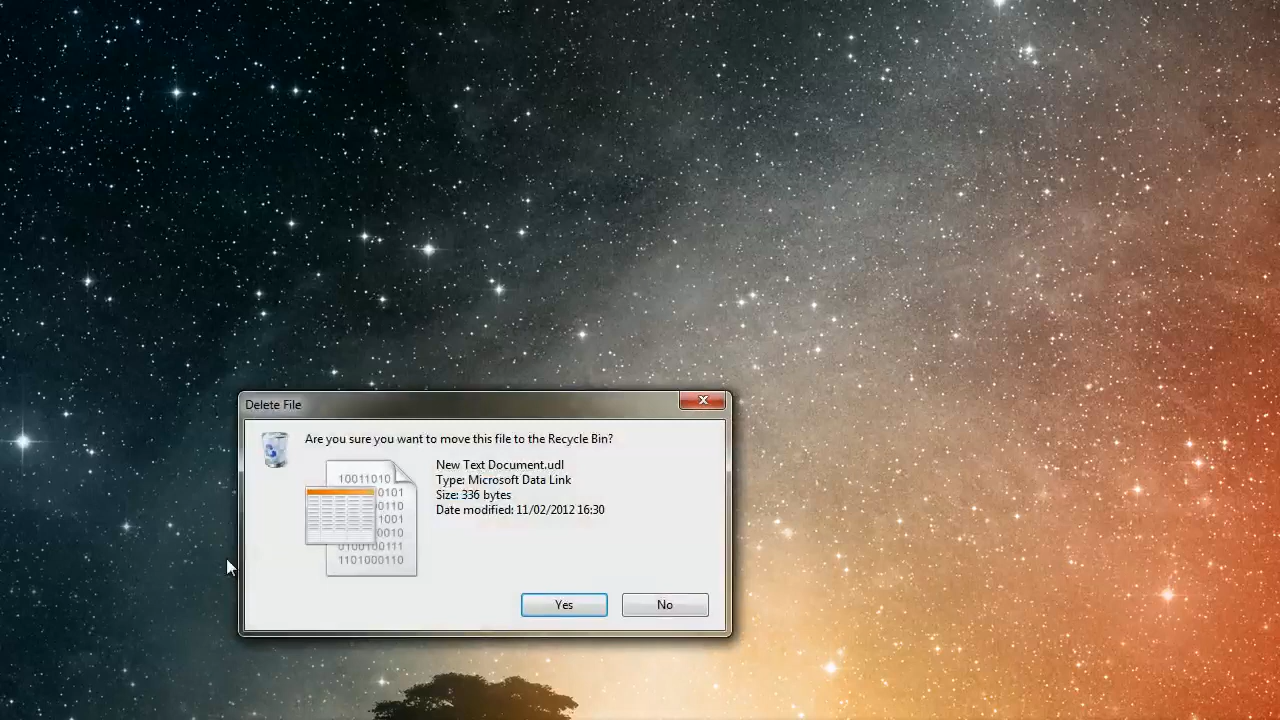 Delete File
Are you sure you want to move this file to the Recycle Bin?
10011010
0101
0110
1001
0010
0100100111
1101000110
New Text Document.udl
Type: Microsoft Data Link
Size: 336 bytes
Date modified: 11/02/2012 16:30
Yes
No